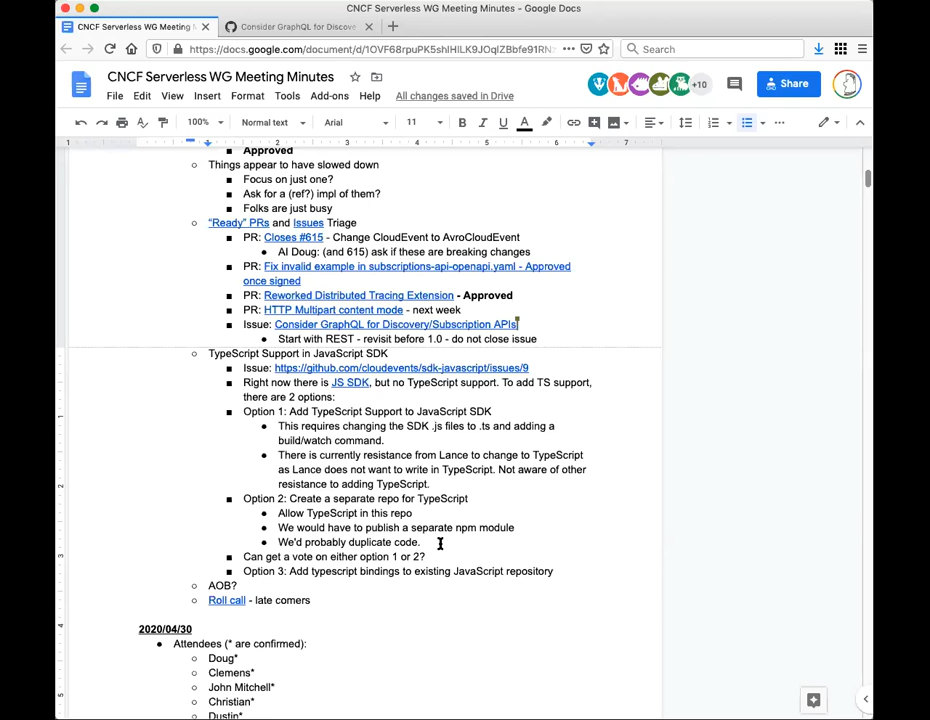 CNCF Serverless WG Meeting Minutes - Google Docs
CNCF Serverless WG Meeting Min
Consider GraphQL for Discove
https://docs.google.com/document/d/1OVF68rpuPK5shIHILK9JOqlZBbfe91RN
Search
CNCF Serverless WG Meeting Minutes
+10
Share
File Edit View Insert Format Tools Add-ons Help All changes saved in Drive
100% Normal text Arial 11
1 1 2 3 4 5 6 7
Approved
Things appear to have slowed down
Focus on just one?
Ask for a (ref?) impl of them?
Folks are just busy
"Ready" PRs and Issues Triage
PR: Closes #615 - Change CloudEvent to AvroCloudEvent
AI Doug: (and 615) ask if these are breaking changes
PR: Fix invalid example in subscriptions-api-openapi.yaml - Approved
once signed
PR: Reworked Distributed Tracing Extension - Approved
PR: HTTP Multipart content mode - next week
Issue: Consider GraphQL for Discovery/Subscription APIs
Start with REST - revisit before 1.0 - do not close issue
TypeScript Support in JavaScript SDK
Issue: https://github.com/cloudevents/sdk-javascript/issues/9
Right now there is JS SDK, but no TypeScript support. To add TS support,
there are 2 options:
Option 1: Add TypeScript Support to JavaScript SDK
This requires changing the SDK .js files to .ts and adding a
build/watch command.
There is currently resistance from Lance to change to TypeScript
as Lance does not want to write in TypeScript. Not aware of other
resistance to adding TypeScript.
Option 2: Create a separate repo for TypeScript
Allow TypeScript in this repo
We would have to publish a separate npm module
We'd probably duplicate code.
Can get a vote on either option 1 or 2?
Option 3: Add typescript bindings to existing JavaScript repository
AOB?
Roll call - late comers
2020/04/30
Attendees (* are confirmed):
Doug*
Clemens*
John Mitchell*
Christian*
Dustin*